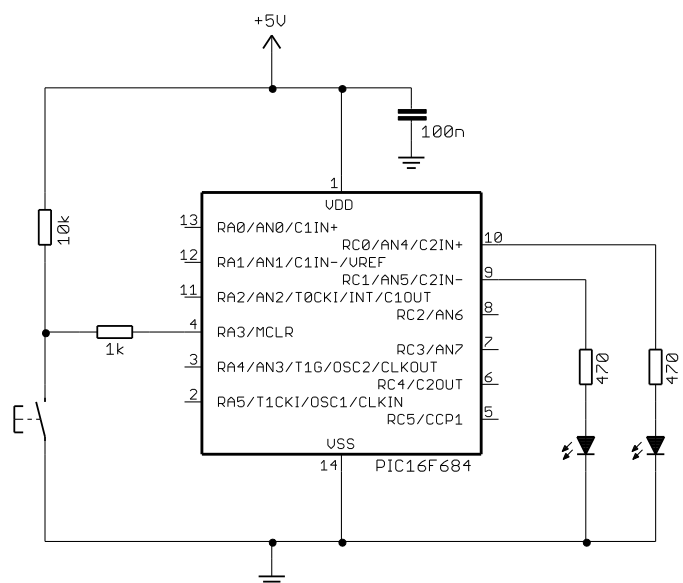 +5V
100n
10k
1
VDD
13
RA0/AN0/C1IN+
RC0/AN4/C2IN+
10
12
RA1/AN1/C1IN-/VREF
RC1/AN5/C2IN-
9
11
RA2/AN2/T0CKI/INT/C1OUT
RC2/AN6
8
1k
4
RA3/MCLR
RC3/AN7
7
3
RA4/AN3/T1G/OSC2/CLKOUT
RC4/C2OUT
6
2
RA5/T1CKI/OSC1/CLKIN
RC5/CCP1
5
470
470
VSS
14
PIC16F684